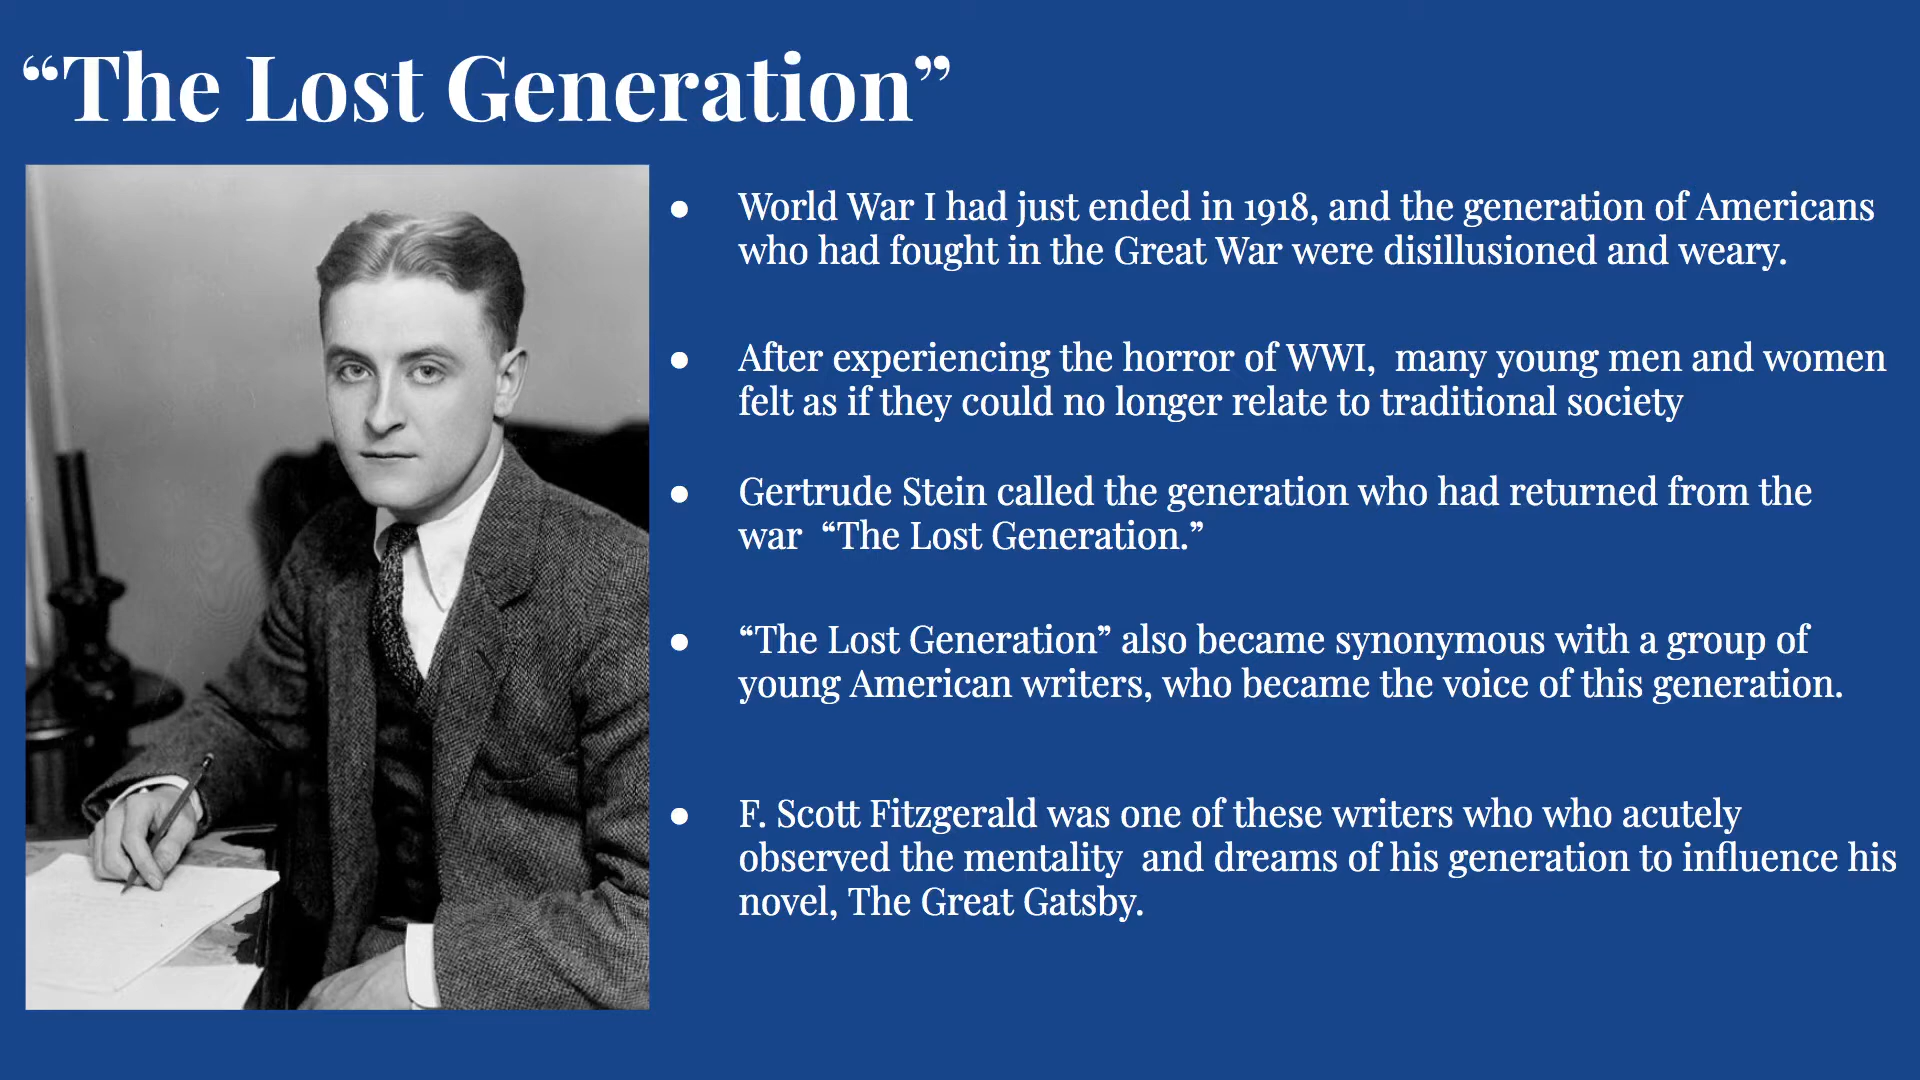 “The Lost Generation”
● World War I had just ended in 1918, and the generation of Americans
who had fought in the Great War were disillusioned and weary.
● After experiencing the horror of WWI,  many young men and women
felt as if they could no longer relate to traditional society
● Gertrude Stein called the generation who had returned from the
war  “The Lost Generation.”
● “The Lost Generation” also became synonymous with a group of
young American writers, who became the voice of this generation.
● F. Scott Fitzgerald was one of these writers who who acutely
observed the mentality  and dreams of his generation to influence his
novel, The Great Gatsby.